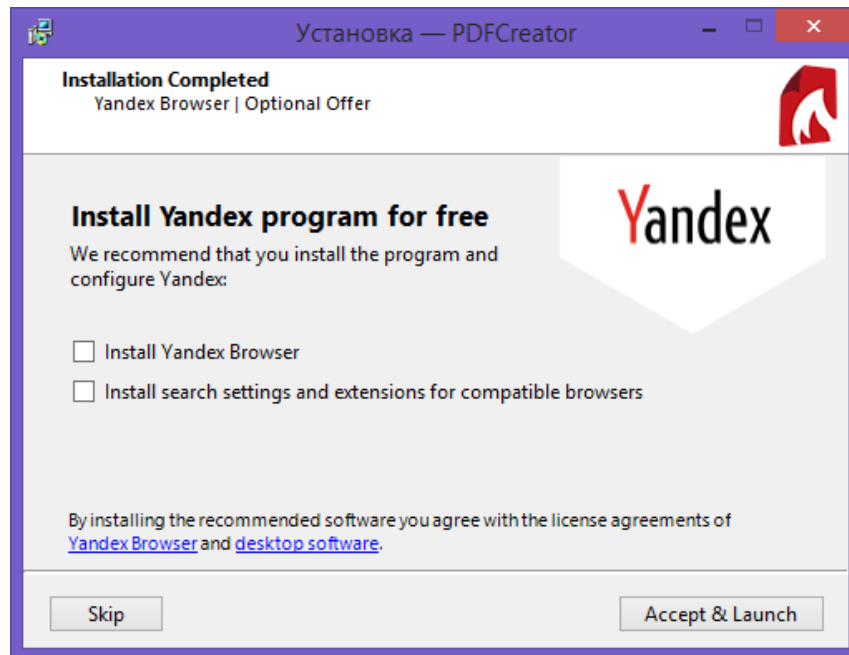 Установка — PDFCreator
Installation Completed
Yandex Browser | Optional Offer
Yandex
Install Yandex program for free
We recommend that you install the program and
configure Yandex:
Install Yandex Browser
Install search settings and extensions for compatible browsers
By installing the recommended software you agree with the license agreements of
Yandex Browser and desktop software.
Skip
Accept & Launch